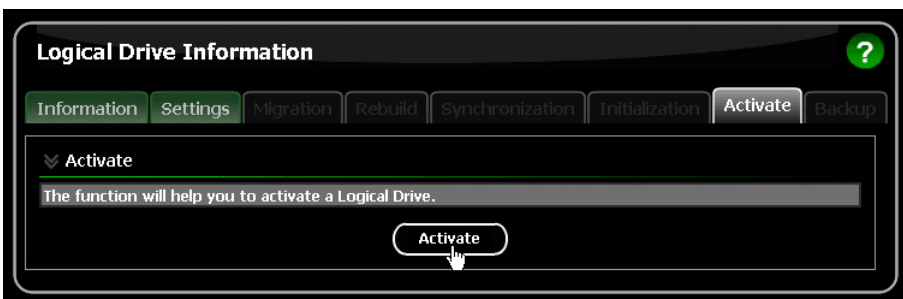 Logical Drive Information
?
Information Settings Migration Rebuild Synchronization Initialization Activate Backup
Activate
The function will help you to activate a Logical Drive.
Activate